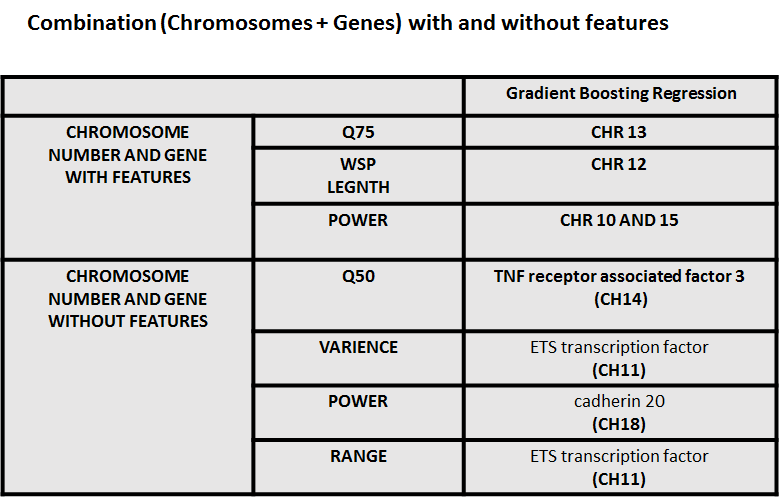 Combination (Chromosomes + Genes) with and without features
Gradient Boosting Regression
CHROMOSOME
NUMBER AND GENE
WITH FEATURES
Q75
CHR 13
WSP
LEGNTH
CHR 12
POWER
CHR 10 AND 15
CHROMOSOME
NUMBER AND GENE
WITHOUT FEATURES
Q50
TNF receptor associated factor 3
(CH14)
VARIENCE
ETS transcription factor
(CH11)
POWER
cadherin 20
(CH18)
RANGE
ETS transcription factor
(CH11)